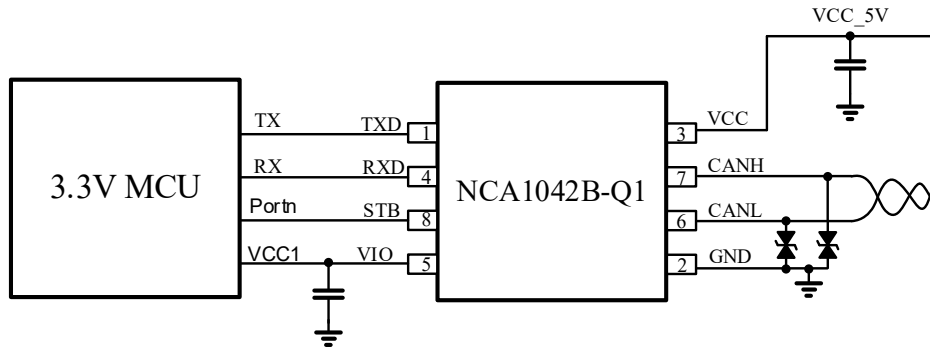 VCC_5V
TX TXD 1 3 VCC
RX RXD 4 7 CANH
3.3V MCU NCA1042B-Q1
Portn STB 8 6 CANL
VCC1 VIO 5 2 GND